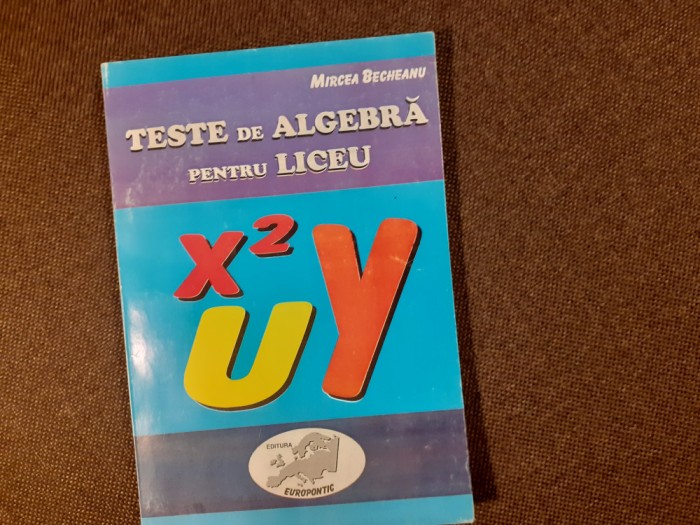 MIRCEA BECHEANU
TESTE DE ALGEBRĂ
PENTRU LICEU
x²
u y
EDITURA
EUROPONTIC